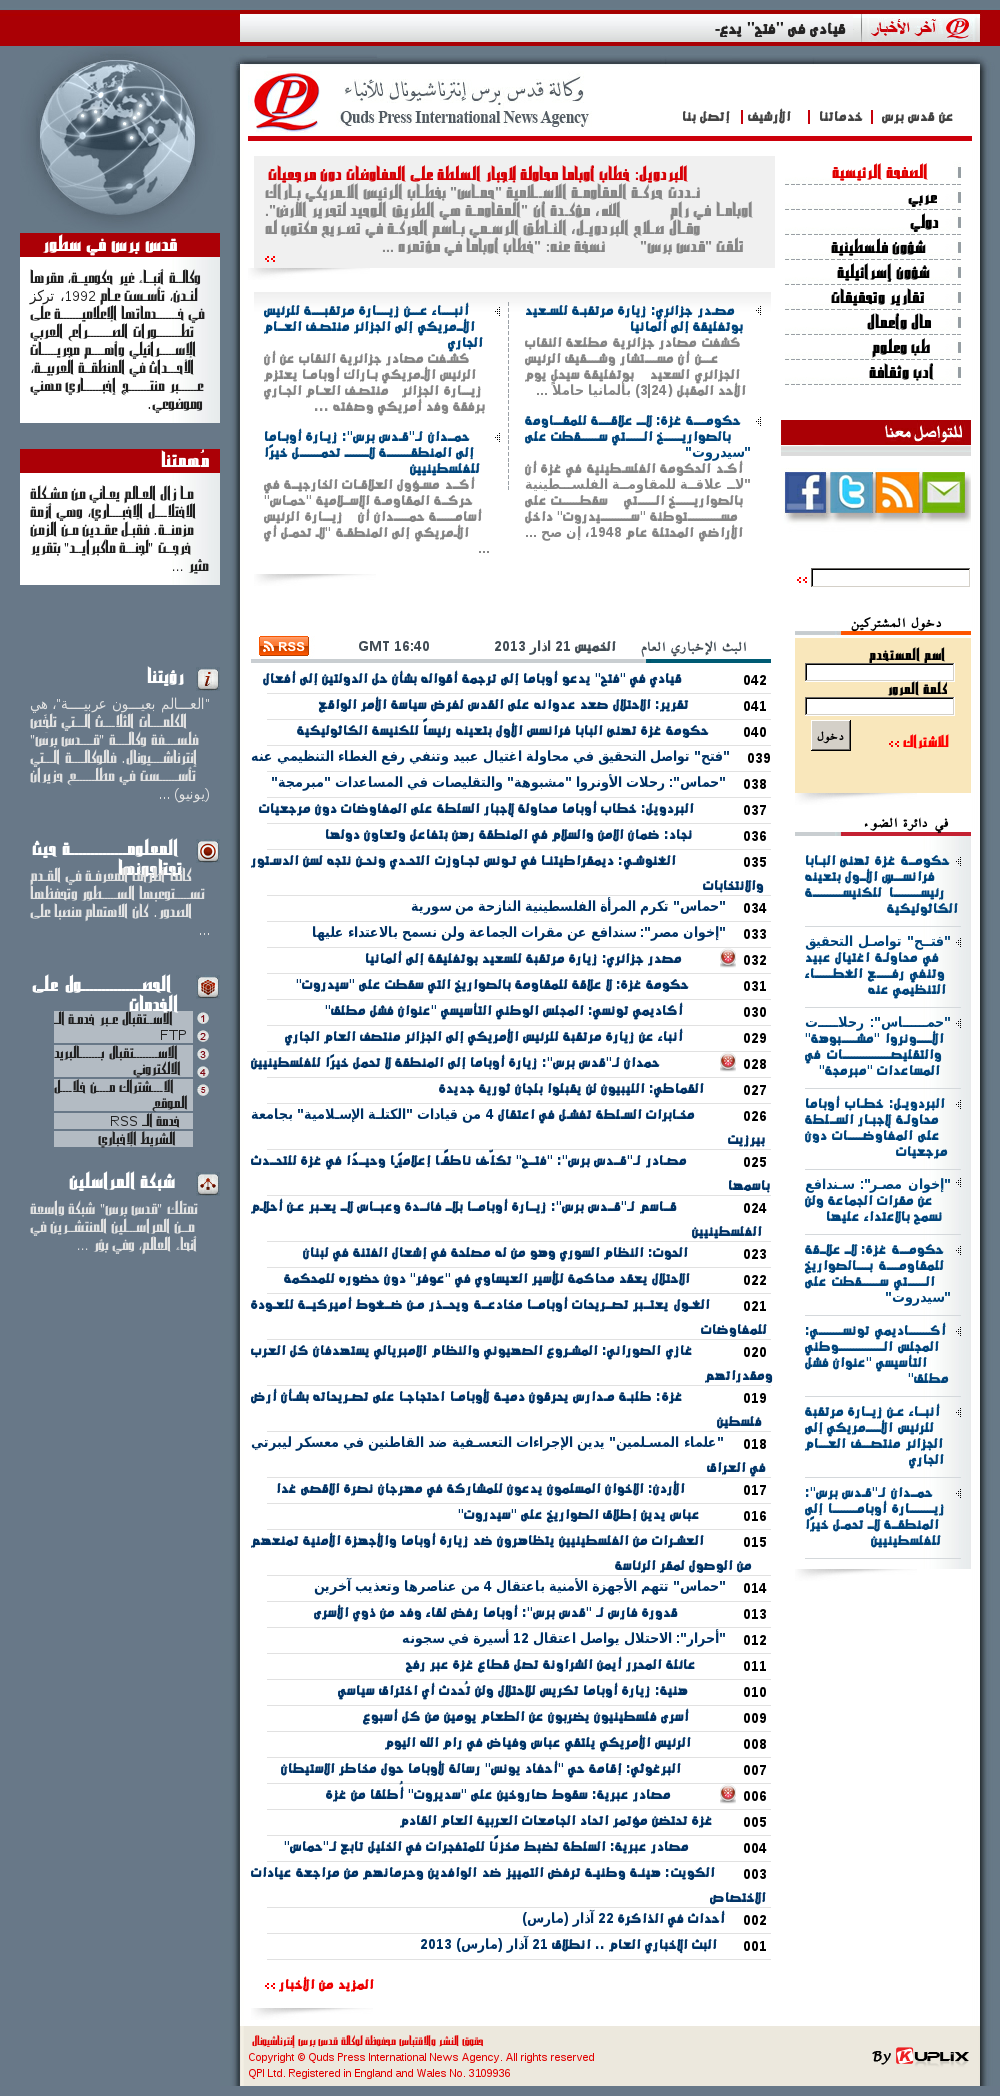 آخر الأخبار
قيادي في "فتح" يدع-
وكالة قدس برس إنترناشيونال للأنباء
Quds Press International News Agency
عن قدس برس
خدماتنا
الأرشيف
إتصل بنا
قدس برس في سطور
وكالة أنباء غير حكومية، مقرها
لندن، تأسست عام 1992، تركز
في خدماتها الإعلامية على
تطورات الصراع العربي
الإسرائيلي وأهم مجريات
الأحداث في المنطقة العربية،
عبر منتج إخباري مهني
وموضوعي.
مُهمتنا
ما زال العالم يعاني من مشكلة
الاختلال الإخباري، وهي أزمة
مزمنة. فقبل عقدين من الزمن
خرجت "لجنة ماكبرايد" بتقرير
مثير ...
رؤيتنا
"العالم بعيون عربية"، هي
الكلمات الثلاث التي تلخص
فلسفة وكالة "قدس برس"
إنترناشيونال. فالوكالة التي
تأسست في مطلع حزيران
(يونيو) ...
المعلومة حيث
تحتاجونها
الصدور. كان الاهتمام منصبا على
...
الحصول على
الخدمات
الاستقبال عبر خدمة الـ
FTP
الاستقبال بالبريد
الالكتروني
الاشتراك من خلال
الموقع
خدمة الـ RSS
الشريط الإخباري
شبكة المراسلين
تمتلك "قدس برس" شبكة واسعة
من المراسلين المنتشرين في
أنحاء العالم، وفي بؤر ...
البردويل: خطاب أوباما محاولة لإجبار السلطة على المفاوضات دون مرجعيات
نددت حركة المقاومة الإسلامية "حماس" بخطاب الرئيس الأمريكي باراك
أوباما في رام الله، مؤكدة أن "المقاومة هي الطريق الوحيد لتحرير الأرض".
وقال صلاح البردويل، الناطق الرسمي باسم الحركة في تصريح مكتوب له
تلقت "قدس برس" نسخة عنه: "خطاب أوباما في مؤتمره ...
مصدر جزائري: زيارة مرتقبة للسعيد
بوتفليقة إلى ألمانيا
كشفت مصادر جزائرية مطلعة النقاب
عن أن مستشار وشقيق الرئيس
الجزائري السعيد بوتفليقة سيحل يوم
الأحد المقبل (24|3) بألمانيا حاملاً ...
حكومة غزة: لا علاقة للمقاومة
بالصواريخ التي سقطت على
"سيدروت"
أكد الحكومة الفلسطينية في غزة أن
"لا علاقة للمقاومة الفلسطينية
بالصواريخ التي سقطت على
مستوطنة "سيدروت" داخل
الأراضي المحتلة عام 1948، إن صح ...
أنباء عن زيارة مرتقبة للرئيس
الأمريكي إلى الجزائر منتصف العام
الجاري
كشفت مصادر جزائرية النقاب عن أن
الرئيس الأمريكي باراك أوباما يعتزم
زيارة الجزائر منتصف العام الجاري
برفقة وفد أمريكي وصفته ...
حمدان لـ"قدس برس": زيارة أوباما
إلى المنطقة لا تحمل خيرًا
للفلسطينيين
أكد مسؤول العلاقات الخارجية في
حركة المقاومة الإسلامية "حماس"
أسامة حمدان أن زيارة الرئيس
الأمريكي إلى المنطقة "لا تحمل أي
...
البث الإخباري العام
الخميس 21 آذار 2013
GMT 16:40
RSS
042 قيادي في "فتح" يدعو أوباما إلى ترجمة أقواله بشأن حل الدولتين إلى أفعال
041 تقرير: الاحتلال صعد عدوانه على القدس لفرض سياسة الأمر الواقع
040 حكومة غزة تهنئ البابا فرانسس الأول بتعيينه رئيساً للكنيسة الكاثوليكية
039 "فتح" تواصل التحقيق في محاولة اغتيال عبيد وتنفي رفع الغطاء التنظيمي عنه
038 "حماس": رحلات الأونروا "مشبوهة" والتقليصات في المساعدات "مبرمجة"
037 البردويل: خطاب أوباما محاولة لإجبار السلطة على المفاوضات دون مرجعيات
036 نجاد: ضمان الامن والسلام في المنطقة رهن بتفاعل وتعاون دولها
035 الغنوشي: ديمقراطيتنا في تونس تجاوزت التحدي ونحن نتجه لسن الدستور
والانتخابات
034 "حماس" تكرم المرأة الفلسطينية النازحة من سورية
033 "إخوان مصر": سندافع عن مقرات الجماعة ولن نسمح بالاعتداء عليها
032 مصدر جزائري: زيارة مرتقبة للسعيد بوتفليقة إلى ألمانيا
031 حكومة غزة: لا علاقة للمقاومة بالصواريخ التي سقطت على "سيدروت"
030 أكاديمي تونسي: المجلس الوطني التأسيسي "عنوان فشل مطلق"
029 أنباء عن زيارة مرتقبة للرئيس الأمريكي إلى الجزائر منتصف العام الجاري
028 حمدان لـ"قدس برس": زيارة أوباما إلى المنطقة لا تحمل خيرًا للفلسطينيين
027 القماطي: الليبيون لن يقبلوا بلجان ثورية جديدة
026 مخابرات السلطة تفشل في اعتقال 4 من قيادات "الكتلة الإسلامية" بجامعة
بيرزيت
025 مصادر لـ"قدس برس": "فتح" تكلّف ناطقًا إعلاميًا وحيدًا في غزة للتحدث
باسمها
024 قاسم لـ"قدس برس": زيارة أوباما بلا فائدة وعباس لا يعبر عن أحلام
الفلسطينيين
023 الحوت: النظام السوري وهو من له مصلحة في إشعال الفتنة في لبنان
022 الاحتلال يعقد محاكمة للأسير العيساوي في "عوفر" دون حضوره للمحكمة
021 الغول يعتبر تصريحات أوباما مخادعة ويحذر من ضغوط أميركية للعودة
للمفاوضات
020 غازي الصوراني: المشروع الصهيوني والنظام الامبريالي يستهدفان كل العرب
ومقدراتهم
019 غزة: طلبة مدارس يحرقون دمية لأوباما احتجاجا على تصريحاته بشأن أرض
فلسطين
018 "علماء المسلمين" يدين الإجراءات التعسفية ضد القاطنين في معسكر ليبرتي
في العراق
017 الأردن: الاخوان المسلمون يدعون للمشاركة في مهرجان نصرة الاقصى غدا
016 عباس يدين إطلاق الصواريخ على "سيدروت"
015 العشرات من الفلسطينيين يتظاهرون ضد زيارة أوباما والأجهزة الأمنية تمنعهم
من الوصول لمقر الرئاسة
014 "حماس" تتهم الأجهزة الأمنية باعتقال 4 من عناصرها وتعذيب آخرين
013 قدورة فارس لـ "قدس برس": أوباما رفض لقاء وفد من ذوي الأسرى
012 "أحرار": الاحتلال يواصل اعتقال 12 أسيرة في سجونه
011 عائلة المحرر أيمن الشراونة تصل قطاع غزة عبر رفح
010 هنية: زيارة أوباما تكريس للاحتلال ولن تُحدث أي اختراق سياسي
009 أسرى فلسطينيون يضربون عن الطعام يومين من كل أسبوع
008 الرئيس الأمريكي يلتقي عباس وفياض في رام الله اليوم
007 البرغوثي: إقامة حي "أحفاد يونس" رسالة لأوباما حول مخاطر الاستيطان
006 مصادر عبرية: سقوط صاروخين على "سديروت" أُطلقا من غزة
005 غزة تحتضن مؤتمر اتحاد الجامعات العربية العام القادم
004 مصادر عبرية: السلطة تضبط مخزنًا للمتفجرات في الخليل تابع لـ"حماس"
003 الكويت: هيئة وطنية ترفض التمييز ضد الوافدين وحرمانهم من مراجعة عيادات
الاختصاص
002 أحداث في الذاكرة 22 آذار (مارس)
001 البث الإخباري العام .. انطلاق 21 آذار (مارس) 2013
المزيد من الأخبار
الصفحة الرئيسية
عربي
دولي
شؤون فلسطينية
شؤون إسرائيلية
تقارير وتحقيقات
مال وأعمال
طب وعلوم
أدب وثقافة
للتواصل معنا
دخول المشتركين
اسم المستخدم
كلمة المرور
دخول
للاشتراك
في دائرة الضوء
حكومة غزة تهنئ البابا
فرانسس الأول بتعيينه
رئيسا للكنيسة
الكاثوليكية
"فتح" تواصل التحقيق
في محاولة اغتيال عبيد
وتنفي رفع الغطاء
التنظيمي عنه
"حماس": رحلات
الأونروا "مشبوهة"
والتقليصات في
المساعدات "مبرمجة"
البردويل: خطاب أوباما
محاولة لإجبار السلطة
على المفاوضات دون
مرجعيات
"إخوان مصر": سندافع
عن مقرات الجماعة ولن
نسمح بالاعتداء عليها
حكومة غزة: لا علاقة
للمقاومة بالصواريخ
التي سقطت على
"سيدروت"
أكاديمي تونسي:
المجلس الوطني
التأسيسي "عنوان فشل
مطلق"
أنباء عن زيارة مرتقبة
للرئيس الأمريكي إلى
الجزائر منتصف العام
الجاري
حمدان لـ"قدس برس":
زيارة أوباما إلى
المنطقة لا تحمل خيرًا
للفلسطينيين
حقوق النشر والاقتباس محفوظة لوكالة قدس برس إنترناشيونال
Copyright © Quds Press International News Agency. All rights reserved
QPI Ltd. Registered in England and Wales No. 3109936
By KUPLIX